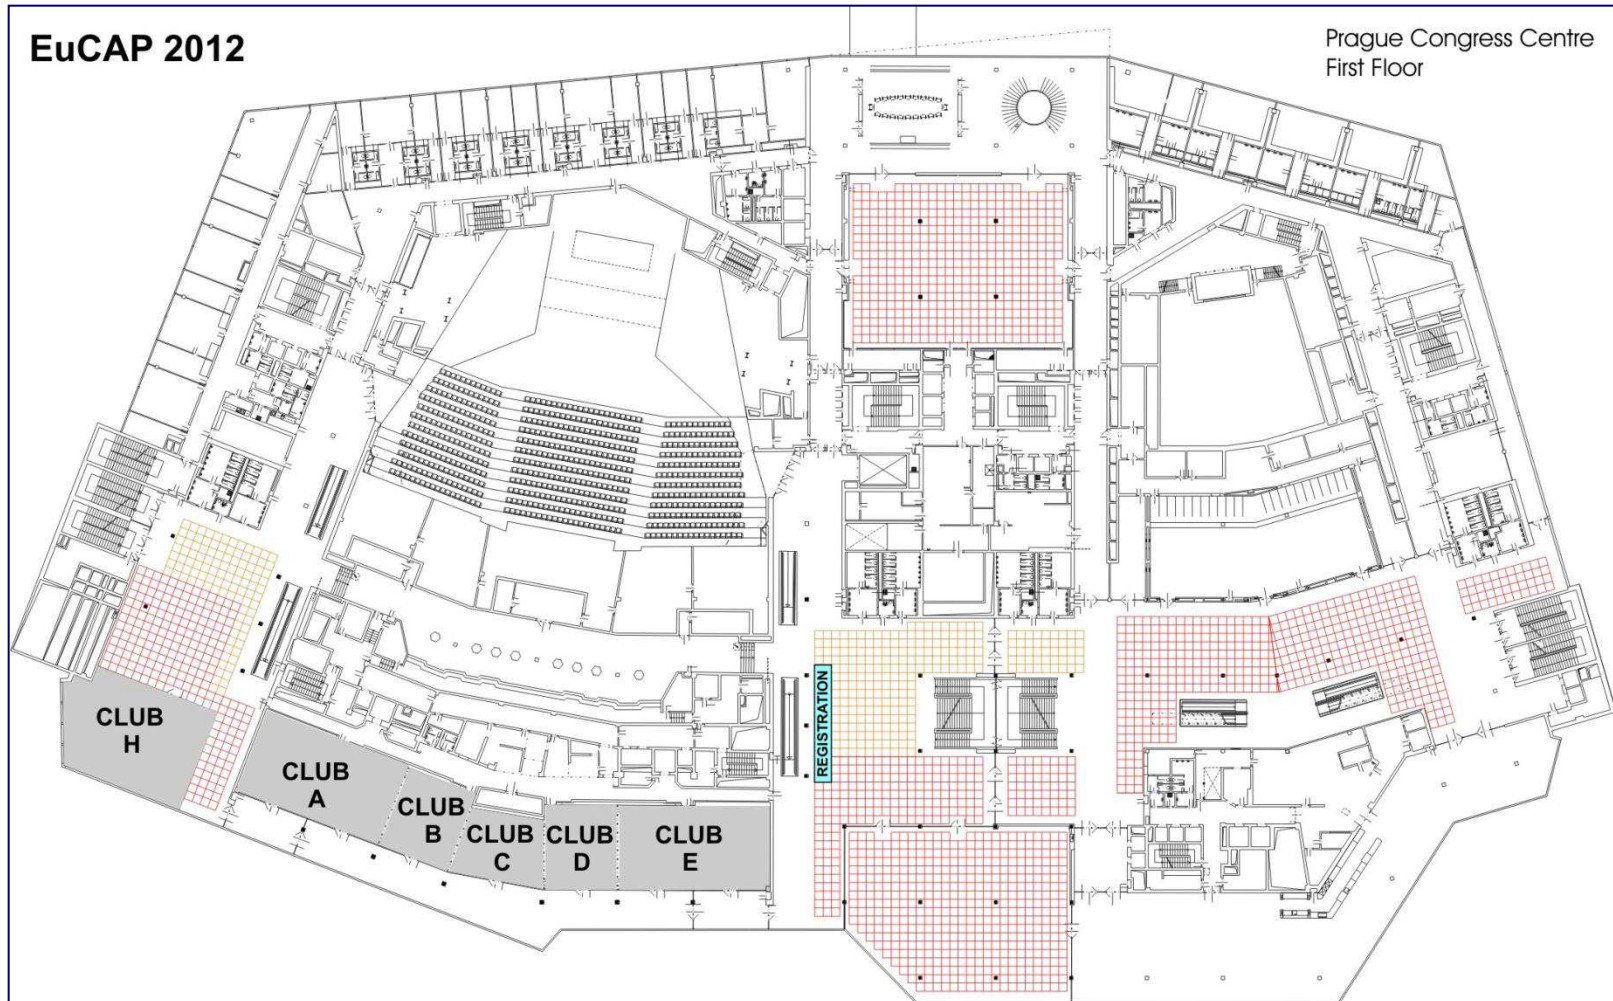 EuCAP 2012
Prague Congress Centre
First Floor
REGISTRATION
CLUB
H
CLUB
A
CLUB
B
CLUB
C
CLUB
D
CLUB
E